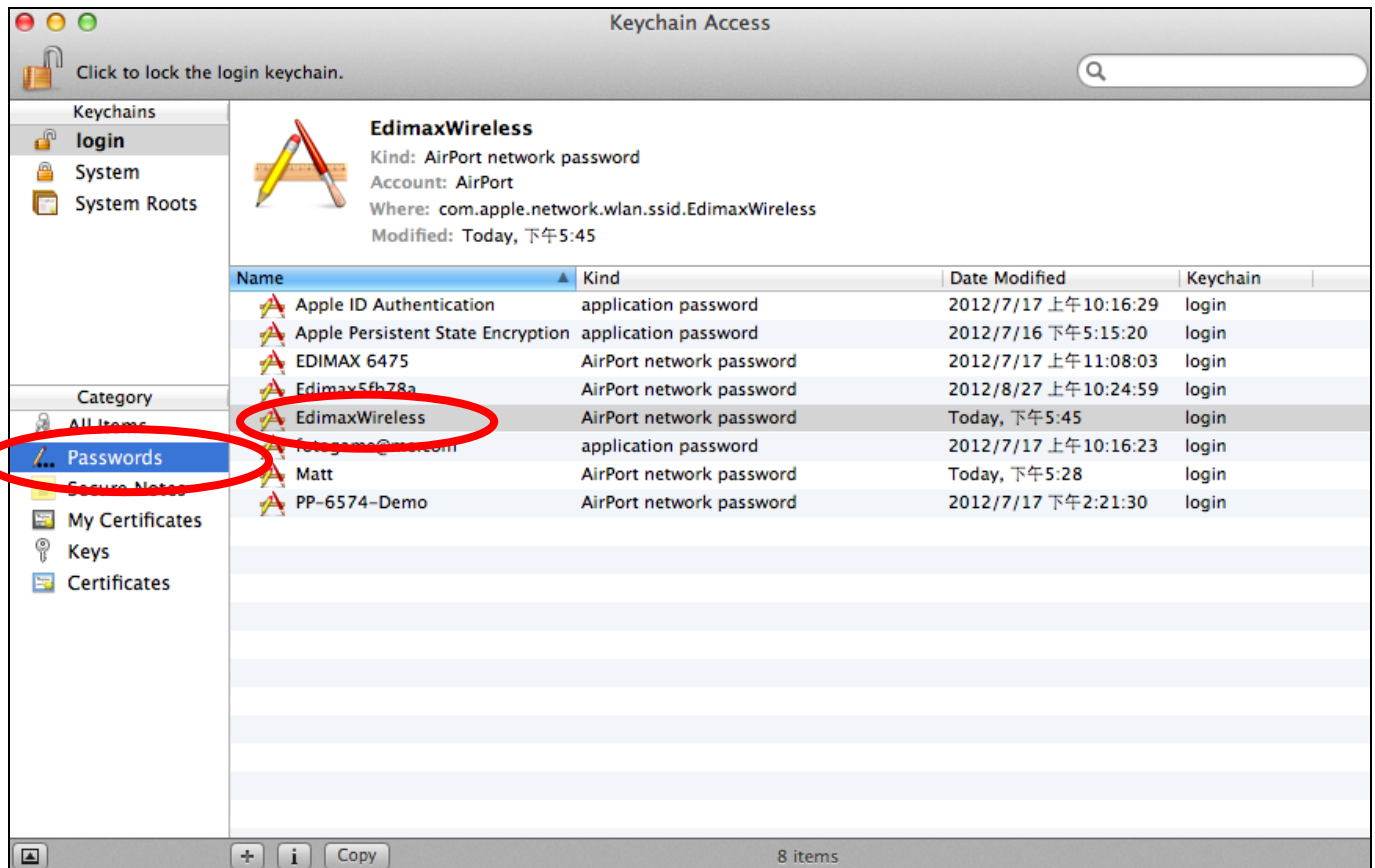 Keychain Access
Click to lock the login keychain.
Keychains
login
System
System Roots
EdimaxWireless
Kind: AirPort network password
Account: AirPort
Where: com.apple.network.wlan.ssid.EdimaxWireless
Modified: Today, 下午5:45
Name Kind Date Modified Keychain
Apple ID Authentication application password 2012/7/17 上午10:16:29 login
Apple Persistent State Encryption application password 2012/7/16 下午5:15:20 login
EDIMAX 6475 AirPort network password 2012/7/17 上午11:08:03 login
Edimax5fb78a AirPort network password 2012/8/27 上午10:24:59 login
EdimaxWireless AirPort network password Today, 下午5:45 login
application password 2012/7/17 上午10:16:23 login
Matt AirPort network password Today, 下午5:28 login
PP-6574-Demo AirPort network password 2012/7/17 下午2:21:30 login
Category
All Items
Passwords
Secure Notes
My Certificates
Keys
Certificates
+ i Copy 8 items